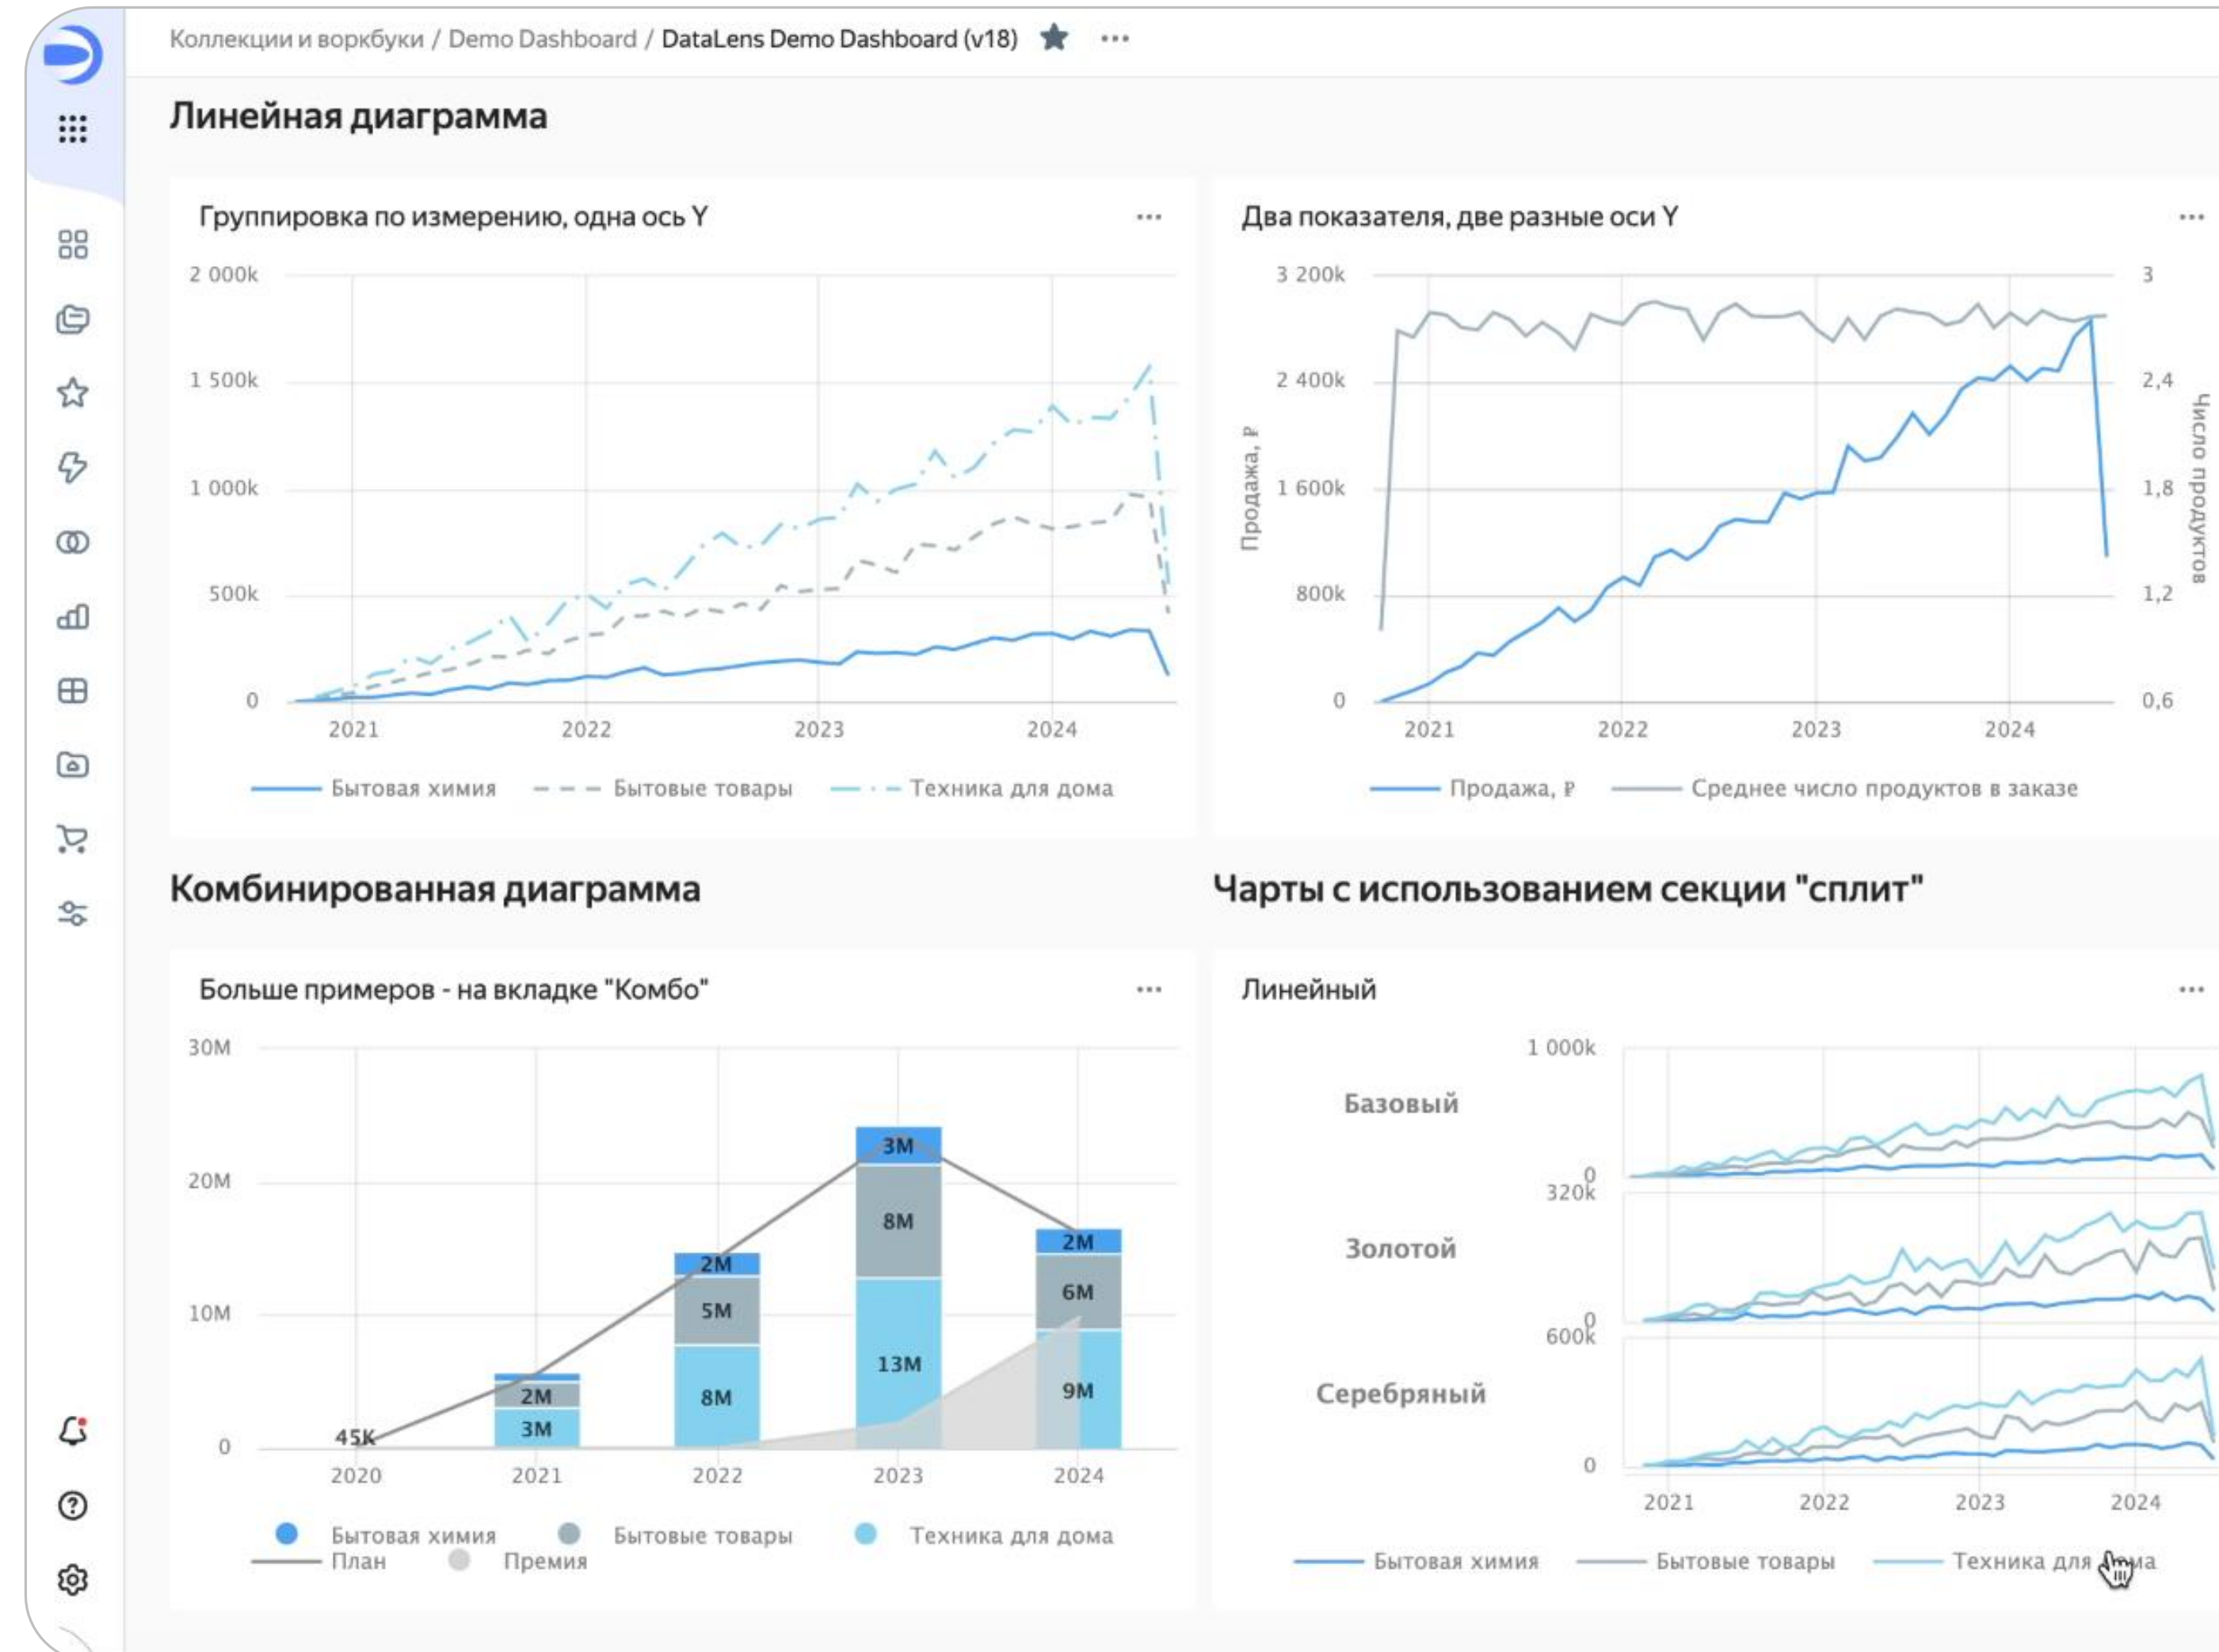 Коллекции и воркбуки / Demo Dashboard / DataLens Demo Dashboard (v18)
Линейная диаграмма
Группировка по измерению, одна ось Y
2 000k
1 500k
1 000k
500k
0
2021 2022 2023 2024
Бытовая химия Бытовые товары Техника для дома
Два показателя, две разные оси Y
Продажа, ₽
3 200k
2 400k
1 600k
800k
0
3
2,4
1,8
1,2
0,6
Число продуктов
2021 2022 2023 2024
Продажа, ₽ Среднее число продуктов в заказе
Комбинированная диаграмма
Больше примеров - на вкладке "Комбо"
30M
20M
10M
0
45K
2M
3M
2M
5M
8M
3M
8M
13M
2M
6M
9M
2020 2021 2022 2023 2024
Бытовая химия Бытовые товары Техника для дома
План Премия
Чарты с использованием секции "сплит"
Линейный
Базовый
1 000k
0
Золотой
320k
0
Серебряный
600k
0
2021 2022 2023 2024
Бытовая химия Бытовые товары Техника для